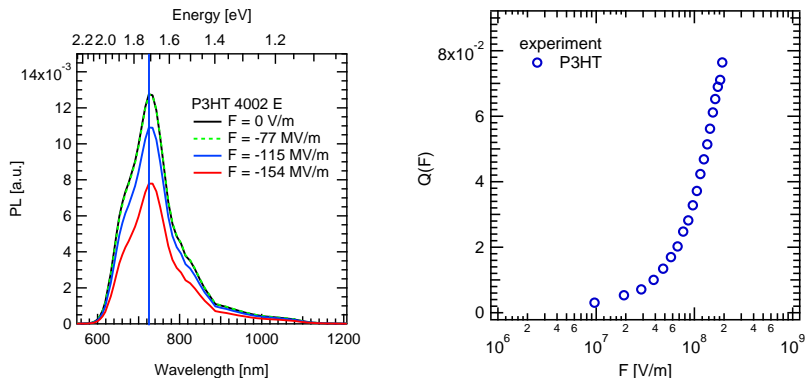 Energy [eV]
2.2 2.0 1.8 1.6 1.4 1.2
14x10-3
12
10
8
6
4
2
0
PL [a.u.]
P3HT 4002 E
F = 0 V/m
F = -77 MV/m
F = -115 MV/m
F = -154 MV/m
600 800 1000 1200
Wavelength [nm]
experiment
P3HT
8x10-2
6
4
2
0
Q(F)
10^6 2 4 6 10^7 2 4 6 10^8 2 4 6 10^9
F [V/m]